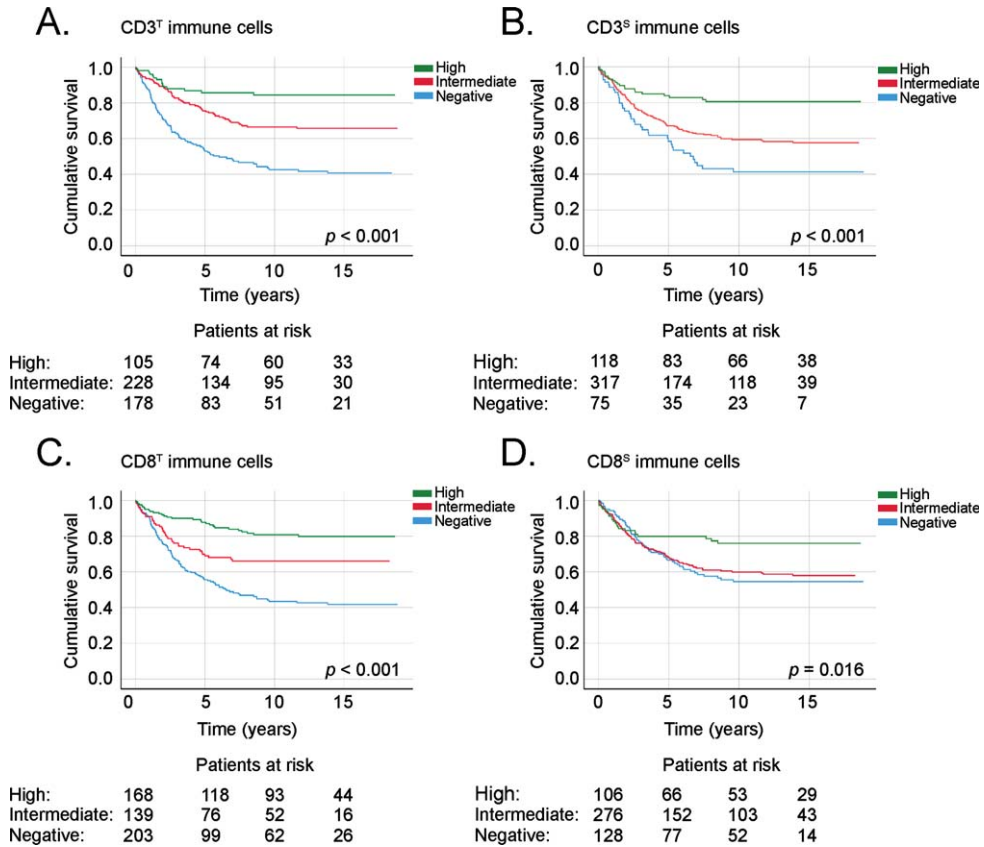 A. CD3ᵀ immune cells
High
Intermediate
Negative
Cumulative survival
1.0
0.8
0.6
0.4
0.2
0.0
p < 0.001
0 5 10 15
Time (years)
Patients at risk
High: 105 74 60 33
Intermediate: 228 134 95 30
Negative: 178 83 51 21
B. CD3ˢ immune cells
High
Intermediate
Negative
Cumulative survival
1.0
0.8
0.6
0.4
0.2
0.0
p < 0.001
0 5 10 15
Time (years)
Patients at risk
High: 118 83 66 38
Intermediate: 317 174 118 39
Negative: 75 35 23 7
C. CD8ᵀ immune cells
High
Intermediate
Negative
Cumulative survival
1.0
0.8
0.6
0.4
0.2
0.0
p < 0.001
0 5 10 15
Time (years)
Patients at risk
High: 168 118 93 44
Intermediate: 139 76 52 16
Negative: 203 99 62 26
D. CD8ˢ immune cells
High
Intermediate
Negative
Cumulative survival
1.0
0.8
0.6
0.4
0.2
0.0
p = 0.016
0 5 10 15
Time (years)
Patients at risk
High: 106 66 53 29
Intermediate: 276 152 103 43
Negative: 128 77 52 14